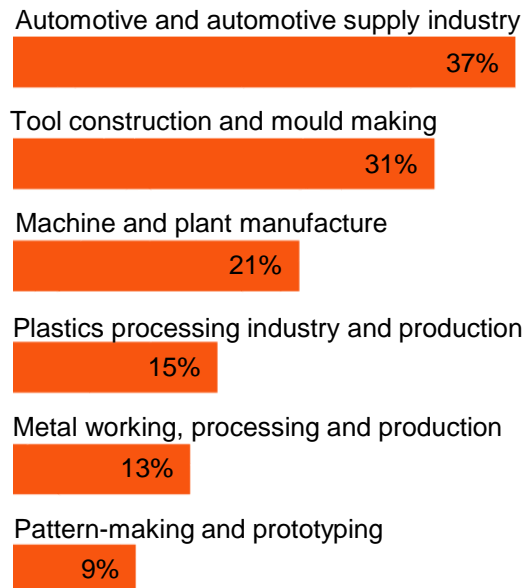 Automotive and automotive supply industry
37%
Tool construction and mould making
31%
Machine and plant manufacture
21%
Plastics processing industry and production
15%
Metal working, processing and production
13%
Pattern-making and prototyping
9%